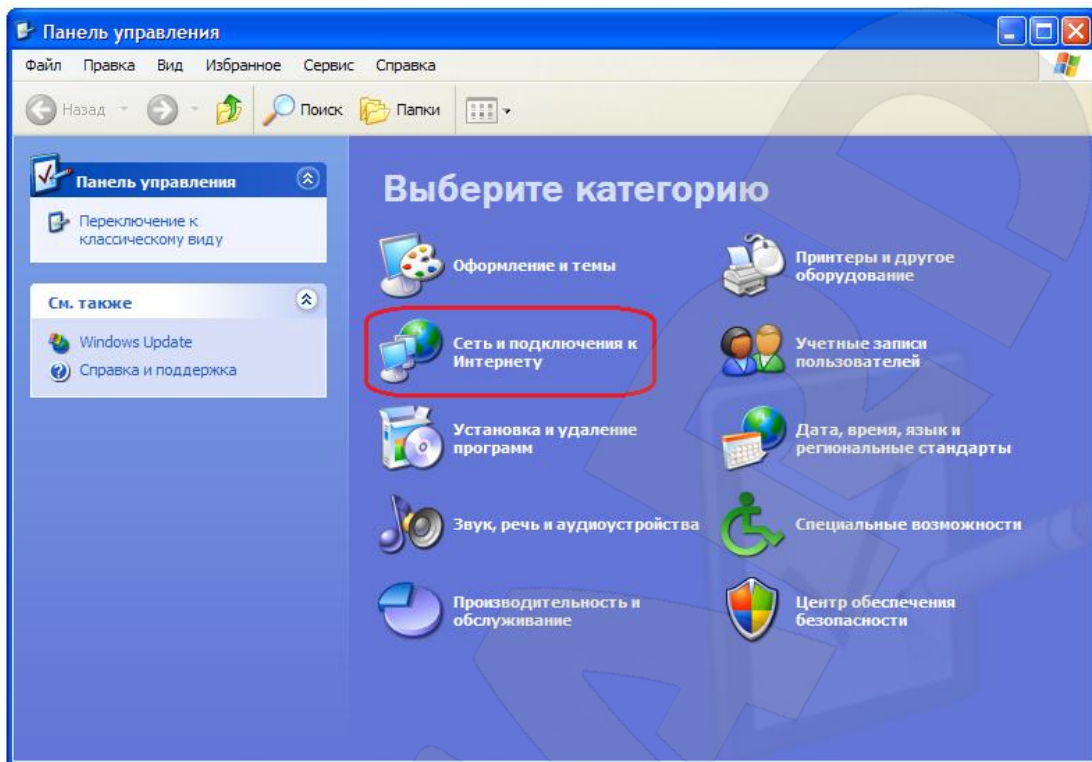 Панель управления
Файл Правка Вид Избранное Сервис Справка
Назад Поиск Папки
Панель управления
Переключение к
классическому виду
См. также
Windows Update
Справка и поддержка
Выберите категорию
Оформление и темы
Принтеры и другое
оборудование
Сеть и подключения к
Интернету
Учетные записи
пользователей
Установка и удаление
программ
Дата, время, язык и
региональные стандарты
Звук, речь и аудиоустройства
Специальные возможности
Производительность и
обслуживание
Центр обеспечения
безопасности